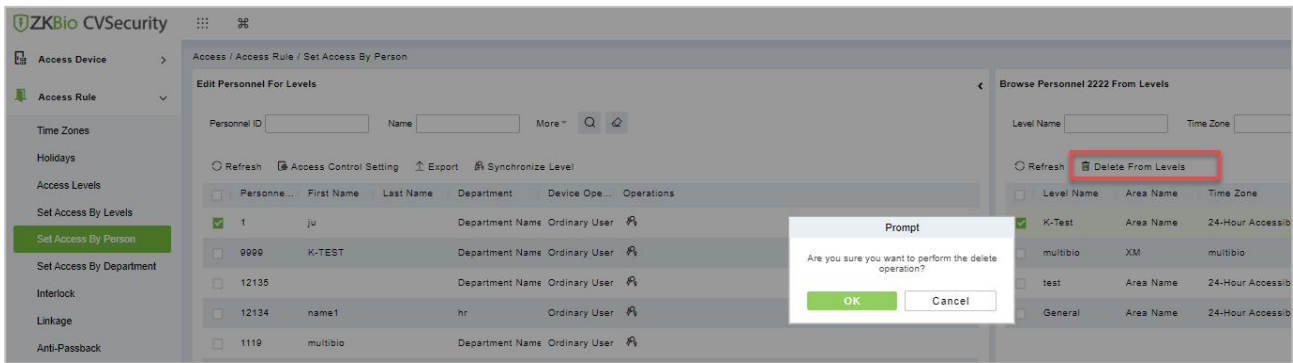 ZKBio CVSecurity
Access Device
Access Rule
Time Zones
Holidays
Access Levels
Set Access By Levels
Set Access By Person
Set Access By Department
Interlock
Linkage
Anti-Passback
Access / Access Rule / Set Access By Person
Edit Personnel For Levels
Personnel ID Name More
Refresh Access Control Setting Export Synchronize Level
Personne... First Name Last Name Department Device Ope... Operations
1 ju Department Name Ordinary User
9999 K-TEST Department Name Ordinary User
12135 Department Name Ordinary User
12134 name1 hr Ordinary User
1119 multibio Department Name Ordinary User
Prompt
Are you sure you want to perform the delete
operation?
OK Cancel
Browse Personnel 2222 From Levels
Level Name Time Zone
Refresh Delete From Levels
Level Name Area Name Time Zone
K-Test Area Name 24-Hour Accessib
multibio XM multibio
test Area Name 24-Hour Accessib
General Area Name 24-Hour Accessib